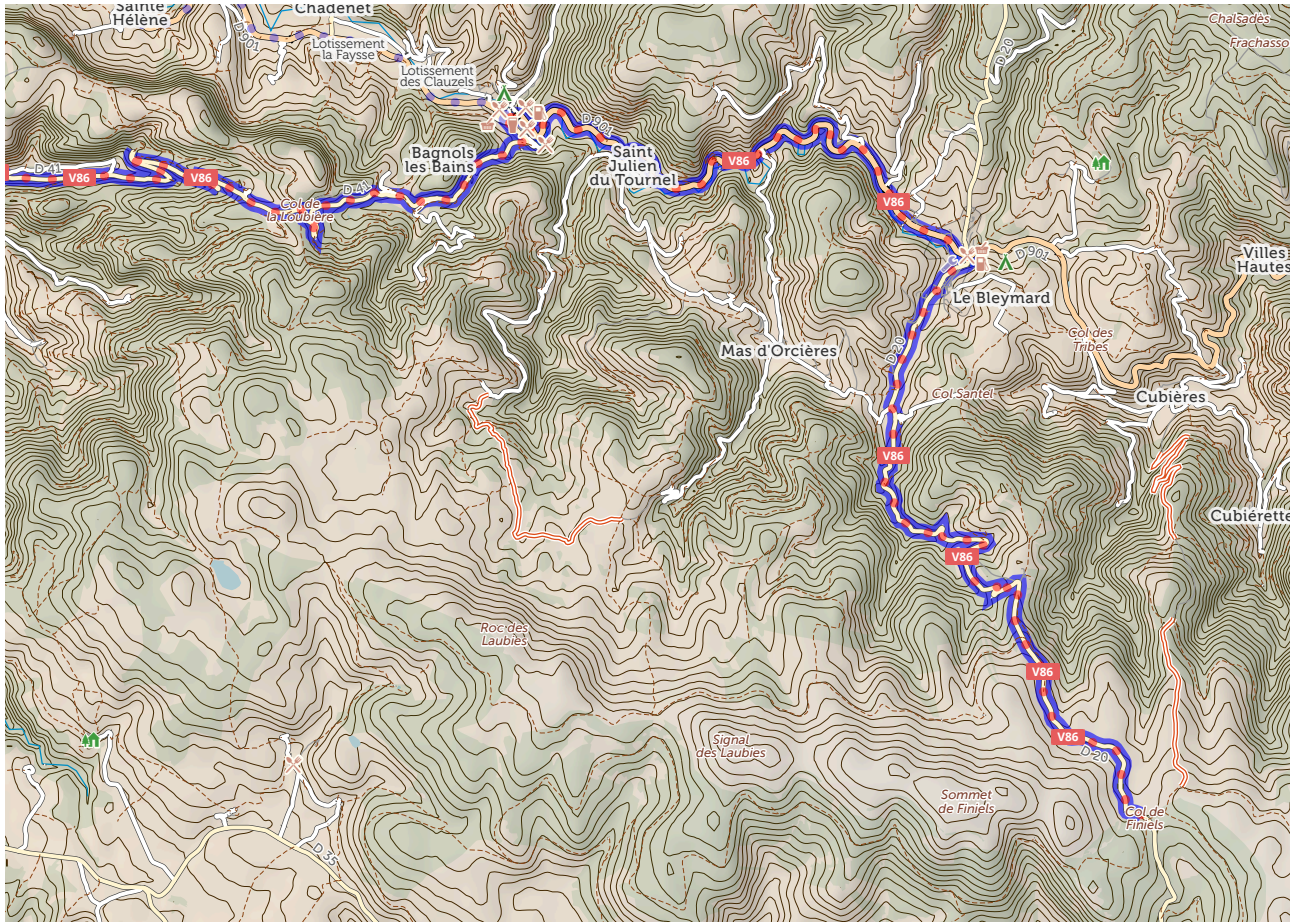 Sainte
Hélène
Chadenet
D 901
Lotissement
la Faysse
Lotissement
des Clauzels
D 20
Chalsadès
Frachasso
D 901
Bagnols
les Bains
Saint
Julien
du Tournel
V86
D 41
V86
V86
D 41
Col de
la Loubière
V86
D 901
Villes
Hautes
Le Bleymard
Col des
Tribes
Mas d'Orcières
D 20
Col Santel
Cubières
V86
Cubiérette
V86
Roc des
Laubies
V86
Signal
des Laubies
V86
D 20
Sommet
de Finiels
Col de
Finiels
D 35